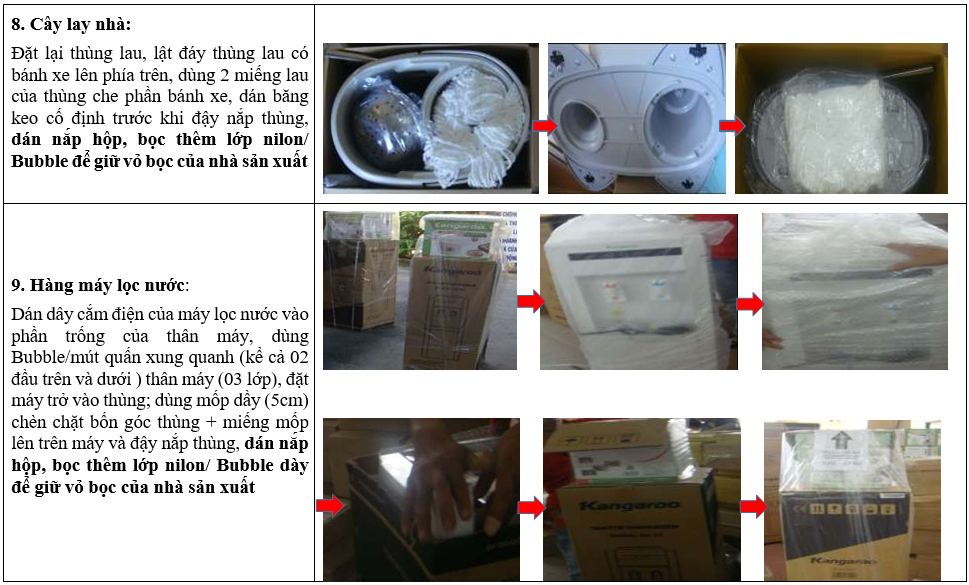 8. Cây lay nhà:
Đặt lại thùng lau, lật đáy thùng lau có
bánh xe lên phía trên, dùng 2 miếng lau
của thùng che phần bánh xe, dán băng
keo cố định trước khi đậy nắp thùng,
dán nắp hộp, bọc thêm lớp nilon/
Bubble để giữ vỏ bọc của nhà sản xuất
9. Hàng máy lọc nước:
Dán dây cắm điện của máy lọc nước vào
phần trống của thân máy, dùng
Bubble/mút quấn xung quanh (kể cả 02
đầu trên và dưới ) thân máy (03 lớp), đặt
máy trở vào thùng; dùng mốp dầy (5cm)
chèn chặt bốn góc thùng + miếng mốp
lên trên máy và đậy nắp thùng, dán nắp
hộp, bọc thêm lớp nilon/ Bubble dày
để giữ vỏ bọc của nhà sản xuất
Kangaroo
Kangaroo
Kangaroo
Kangaroo